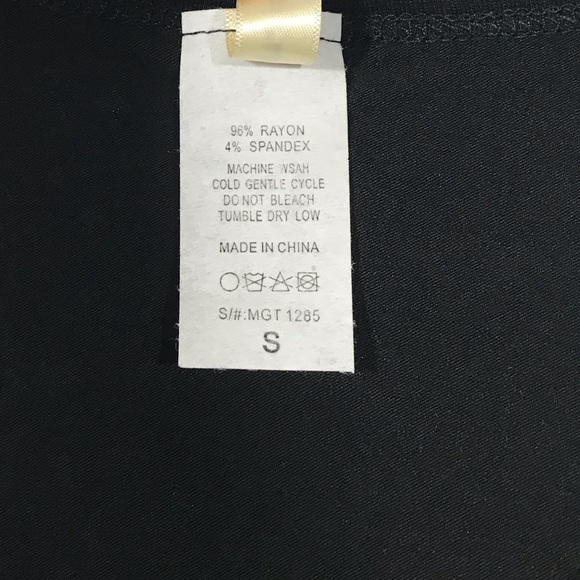 96% RAYON
4% SPANDEX
MACHINE WSAH
COLD GENTLE CYCLE
DO NOT BLEACH
TUMBLE DRY LOW
MADE IN CHINA
S/#:MGT 1285
S